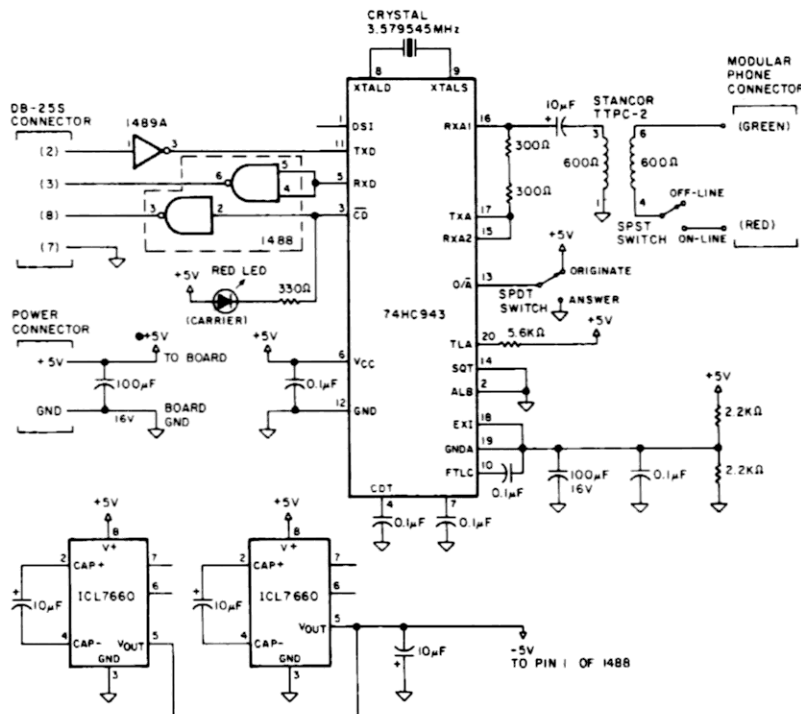 CRYSTAL
3.579545MHz
8
9
XTALD
XTALS
DB-25S
CONNECTOR
(2)
(3)
(8)
(7)
1489A
1
3
1
DSI
11
TXD
5
RXD
3
CD
6
5
4
3
2
1488
+5V
RED LED
(CARRIER)
330Ω
74HC943
RXA1
16
10μF
+
STANCOR
TTPC-2
3
6
600Ω
600Ω
1
4
300Ω
300Ω
TXA
17
RXA2
15
MODULAR
PHONE
CONNECTOR
(GREEN)
(RED)
OFF-LINE
SPST
SWITCH
ON-LINE
O/A
13
+5V
ORIGINATE
SPDT
SWITCH
ANSWER
TLA
20
5.6KΩ
+5V
SQT
14
ALB
2
EXI
18
GNDA
19
FTLC
10
0.1μF
100μF
16V
0.1μF
+5V
2.2KΩ
2.2KΩ
POWER
CONNECTOR
+5V
GND
+5V
TO BOARD
100μF
16V
BOARD
GND
+5V
0.1μF
6
VCC
12
GND
CDT
4
7
0.1μF
0.1μF
+5V
8
V+
2
CAP+
7
ICL7660
6
+
10μF
4
CAP-
VOUT
5
GND
3
+5V
8
V+
2
CAP+
7
ICL7660
6
+
10μF
4
CAP-
VOUT
5
GND
3
10μF
+
-5V
TO PIN 1 OF 1488